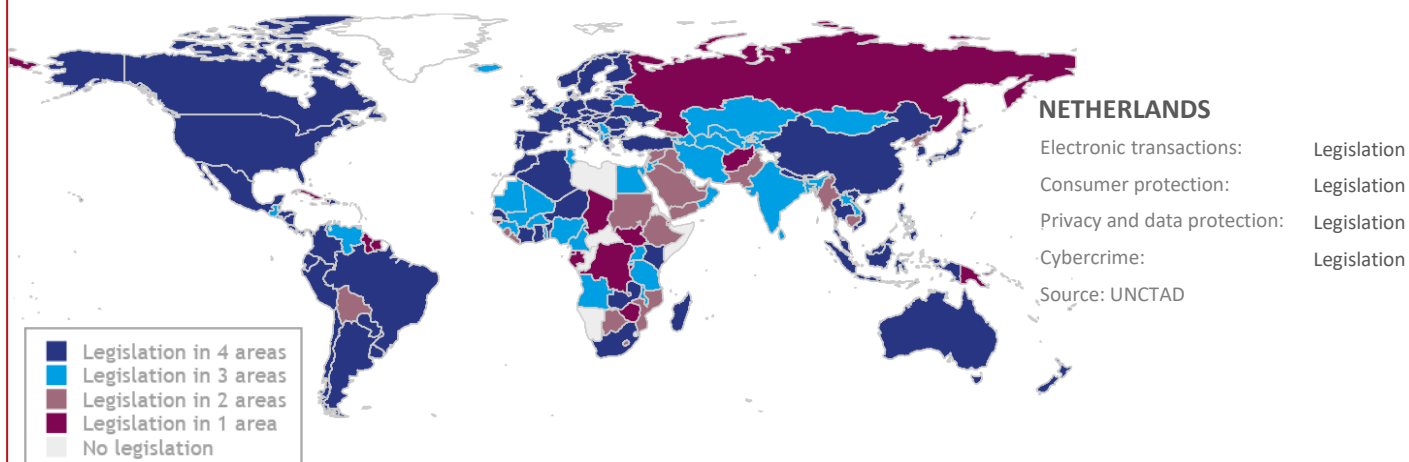 NETHERLANDS
Electronic transactions: Legislation
Consumer protection: Legislation
Privacy and data protection: Legislation
Cybercrime: Legislation
Source: UNCTAD
Legislation in 4 areas
Legislation in 3 areas
Legislation in 2 areas
Legislation in 1 area
No legislation